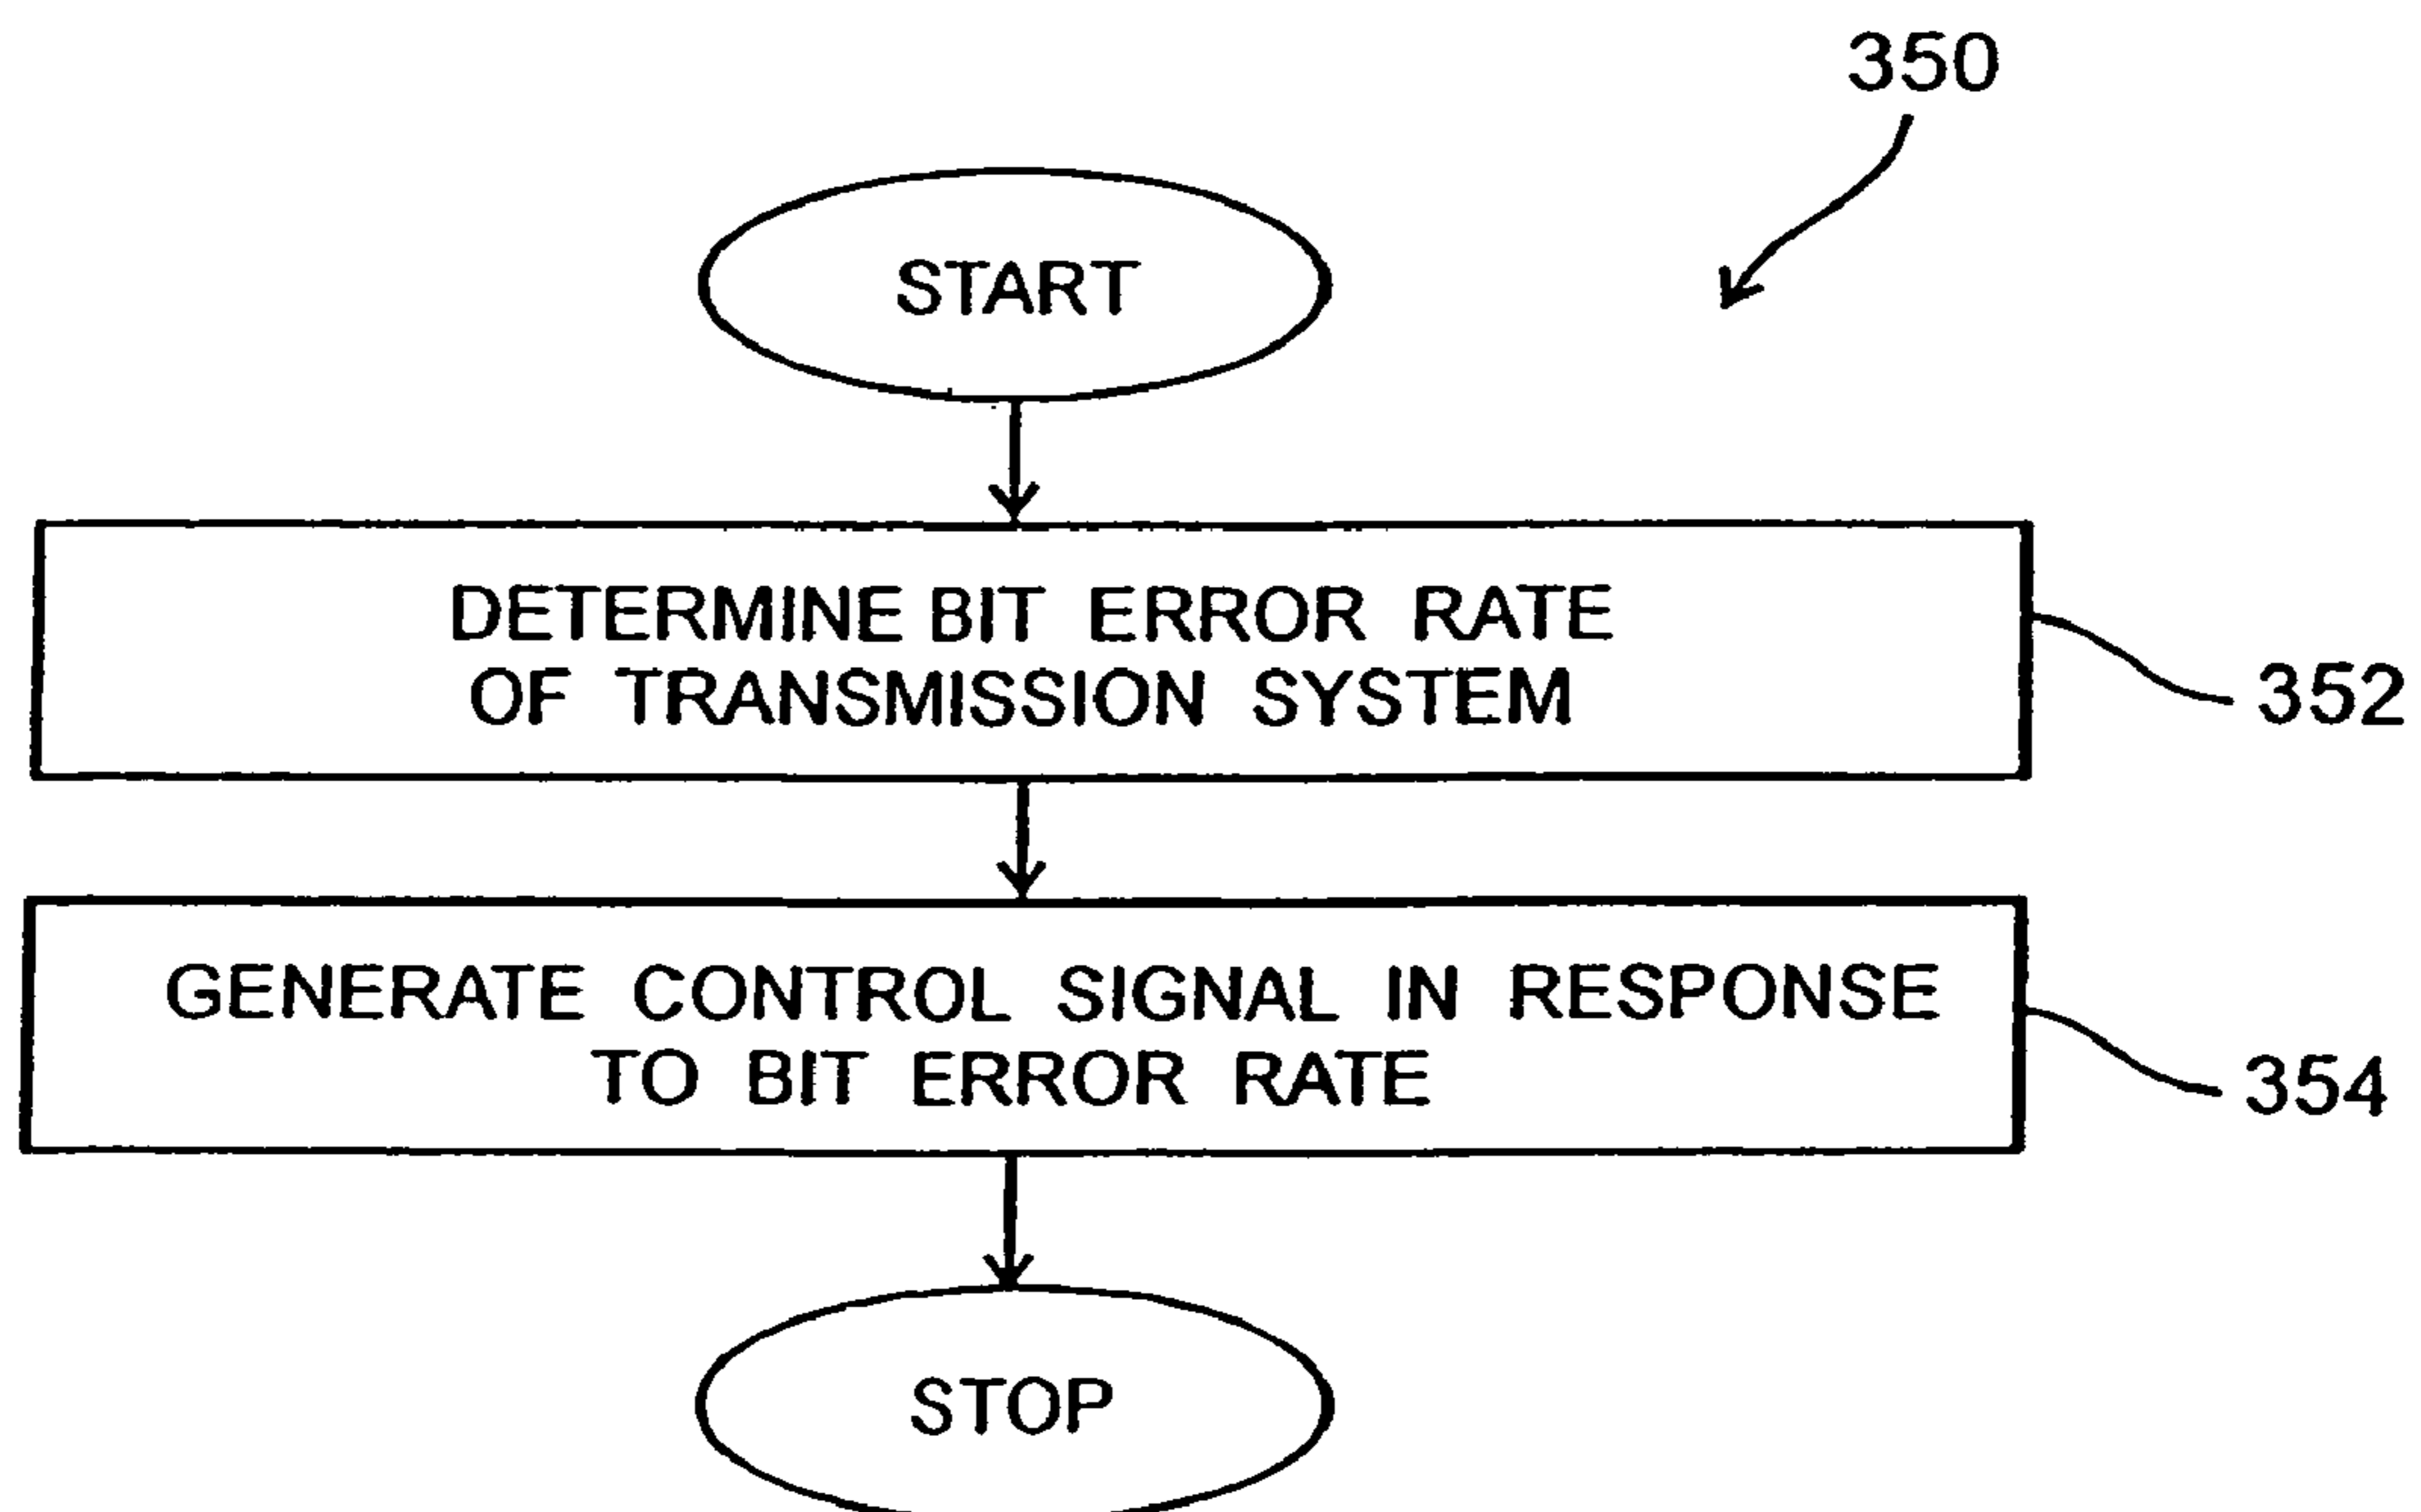 350
START
DETERMINE BIT ERROR RATE
OF TRANSMISSION SYSTEM
352
GENERATE CONTROL SIGNAL IN RESPONSE
TO BIT ERROR RATE
354
STOP